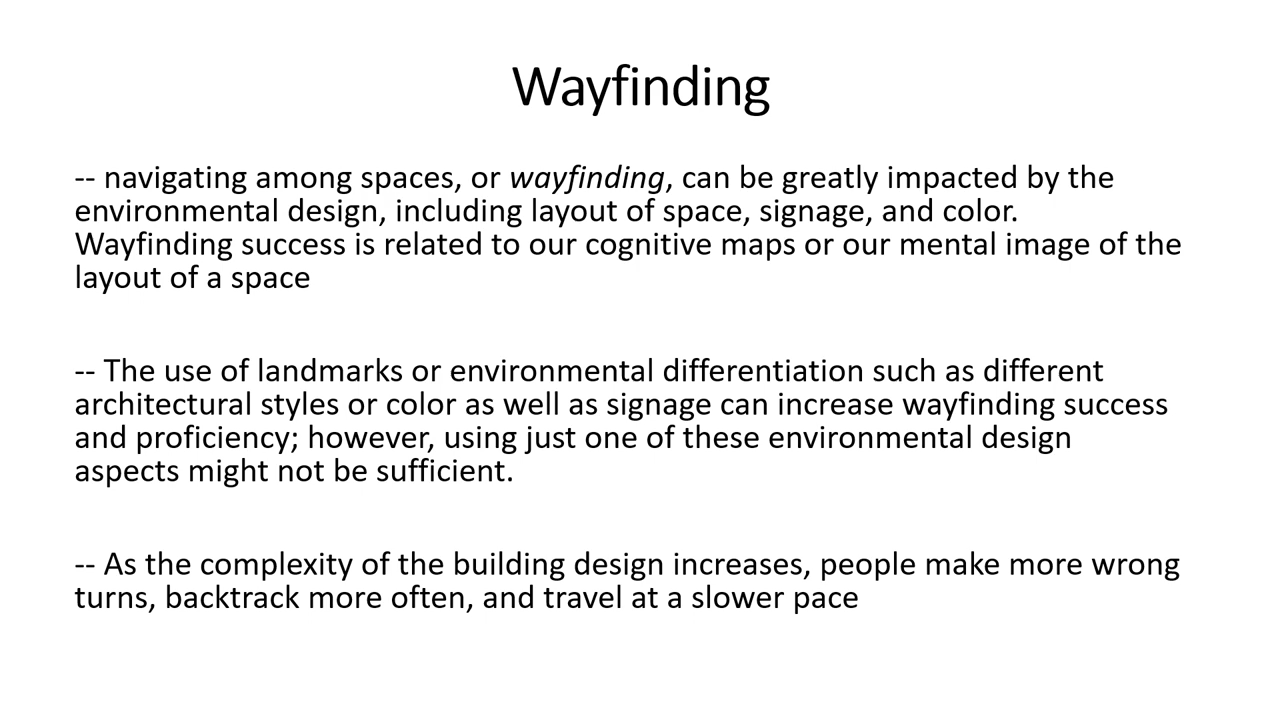 Wayfinding
-- navigating among spaces, or wayfinding, can be greatly impacted by the
environmental design, including layout of space, signage, and color.
Wayfinding success is related to our cognitive maps or our mental image of the
layout of a space
-- The use of landmarks or environmental differentiation such as different
architectural styles or color as well as signage can increase wayfinding success
and proficiency; however, using just one of these environmental design
aspects might not be sufficient.
-- As the complexity of the building design increases, people make more wrong
turns, backtrack more often, and travel at a slower pace